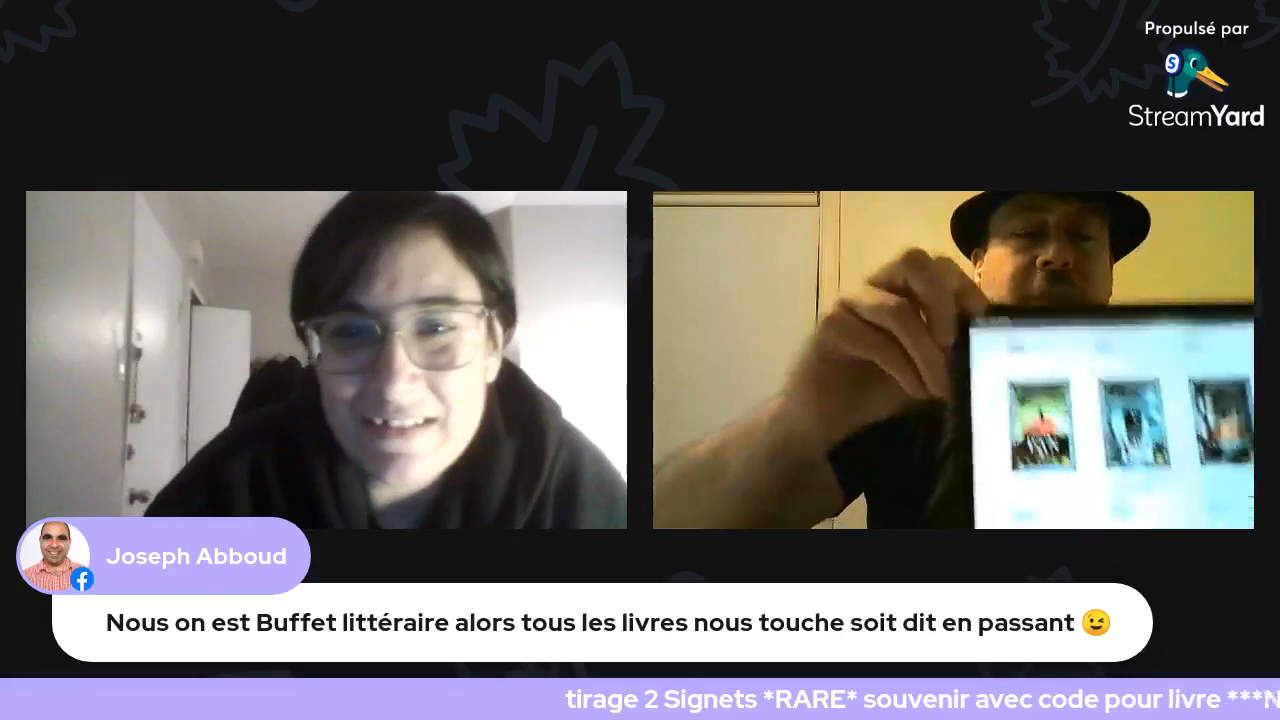 Propulsé par
StreamYard
Joseph Abboud
Nous on est Buffet littéraire alors tous les livres nous touche soit dit en passant 😉
tirage 2 Signets *RARE* souvenir avec code pour livre ***N